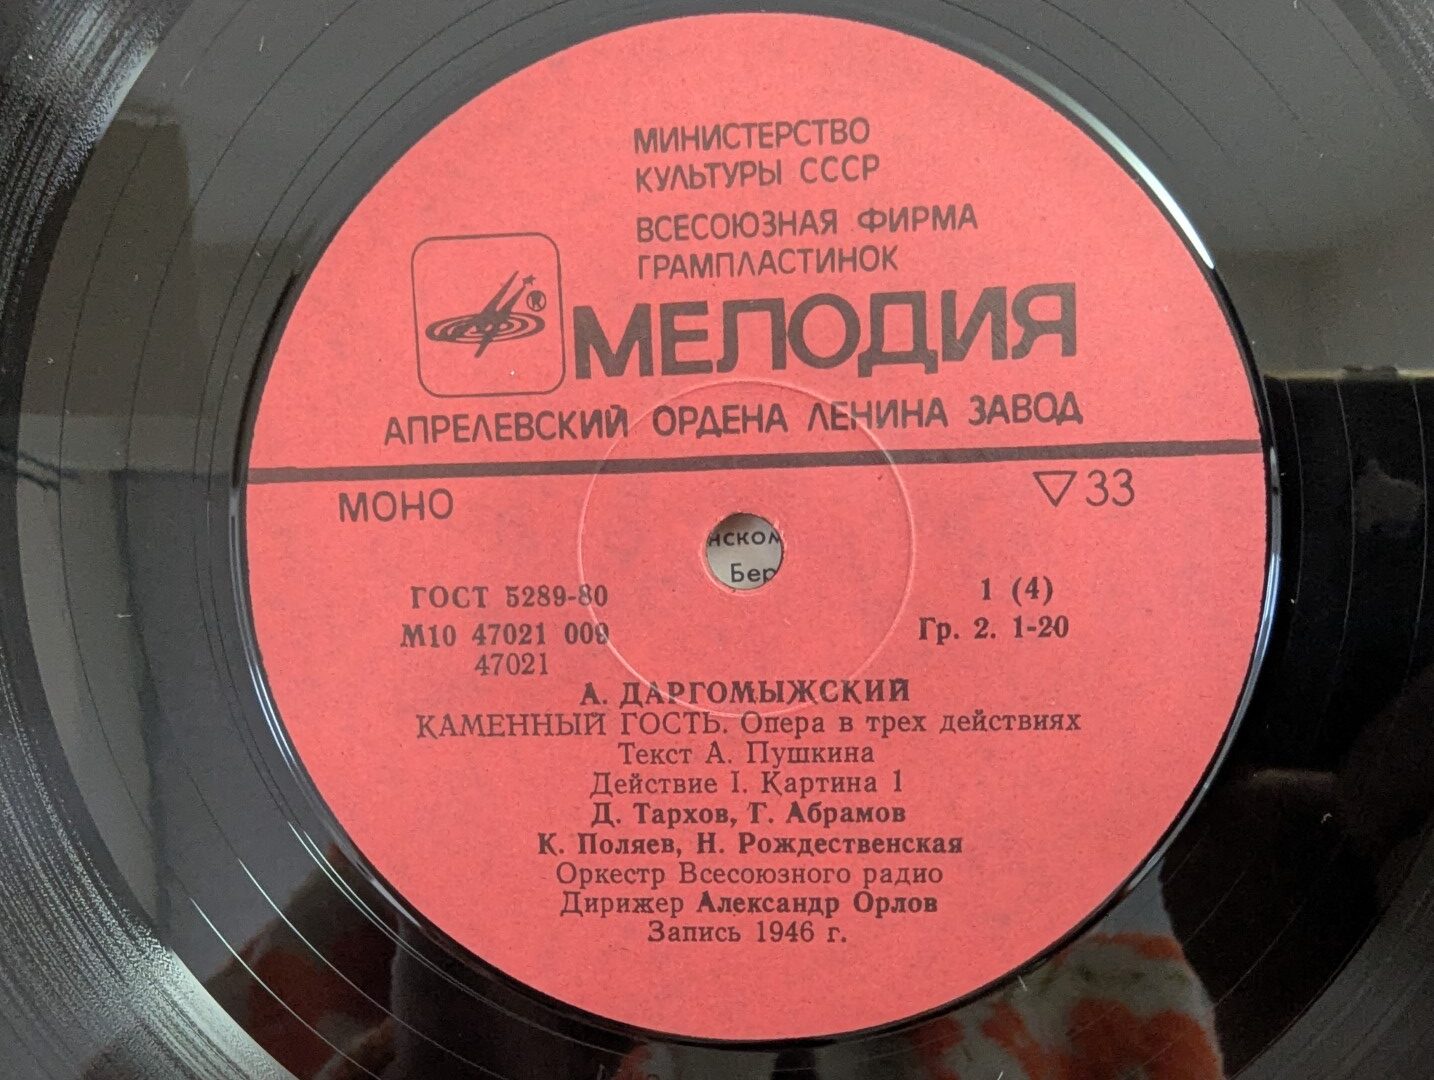 МИНИСТЕРСТВО
КУЛЬТУРЫ СССР
ВСЕСОЮЗНАЯ ФИРМА
ГРАМПЛАСТИНОК
®
МЕЛОДИЯ
АПРЕЛЕВСКИЙ ОРДЕНА ЛЕНИНА ЗАВОД
МОНО
▽33
ГОСТ 5289-80
М10 47021 009
47021
1 (4)
Гр. 2. 1-20
А. ДАРГОМЫЖСКИЙ
КАМЕННЫЙ ГОСТЬ. Опера в трех действиях
Текст А. Пушкина
Действие I. Картина 1
Д. Тархов, Г. Абрамов
К. Поляев, Н. Рождественская
Оркестр Всесоюзного радио
Дирижер Александр Орлов
Запись 1946 г.